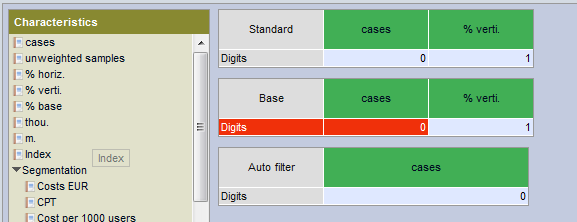 Characteristics
cases
unweighted samples
% horiz.
% verti.
% base
thou.
m.
Index
Index
Segmentation
Costs EUR
CPT
Cost per 1000 users
Standard cases % verti.
Digits 0 1
Base cases % verti.
Digits 0 1
Auto filter cases
Digits 0